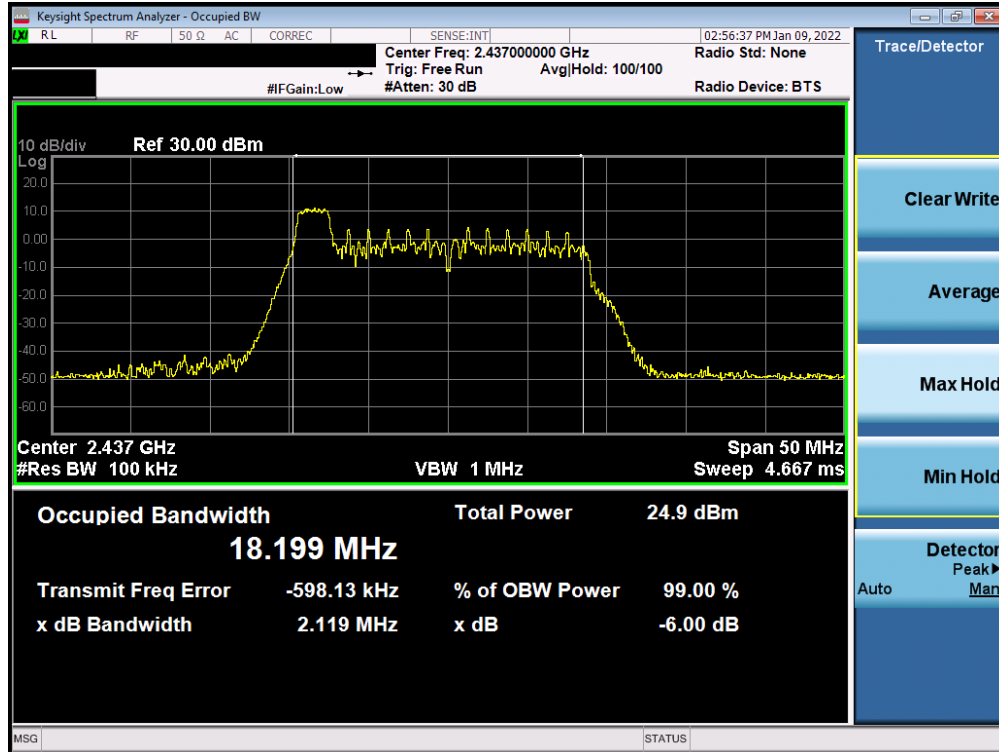 Keysight Spectrum Analyzer - Occupied BW
LXI RL RF 50 Ω AC CORREC SENSE:INT 02:56:37 PM Jan 09, 2022
Center Freq: 2.437000000 GHz Radio Std: None
Trig: Free Run Avg|Hold: 100/100
#IFGain:Low #Atten: 30 dB Radio Device: BTS
Trace/Detector
10 dB/div Ref 30.00 dBm
Log
20.0
10.0
0.00
-10.0
-20.0
-30.0
-40.0
-50.0
-60.0
Center 2.437 GHz Span 50 MHz
#Res BW 100 kHz VBW 1 MHz Sweep 4.667 ms
Occupied Bandwidth Total Power 24.9 dBm
18.199 MHz
Transmit Freq Error -598.13 kHz % of OBW Power 99.00 %
x dB Bandwidth 2.119 MHz x dB -6.00 dB
Clear Write
Average
Max Hold
Min Hold
Detector
Peak▶
Auto Man
MSG STATUS